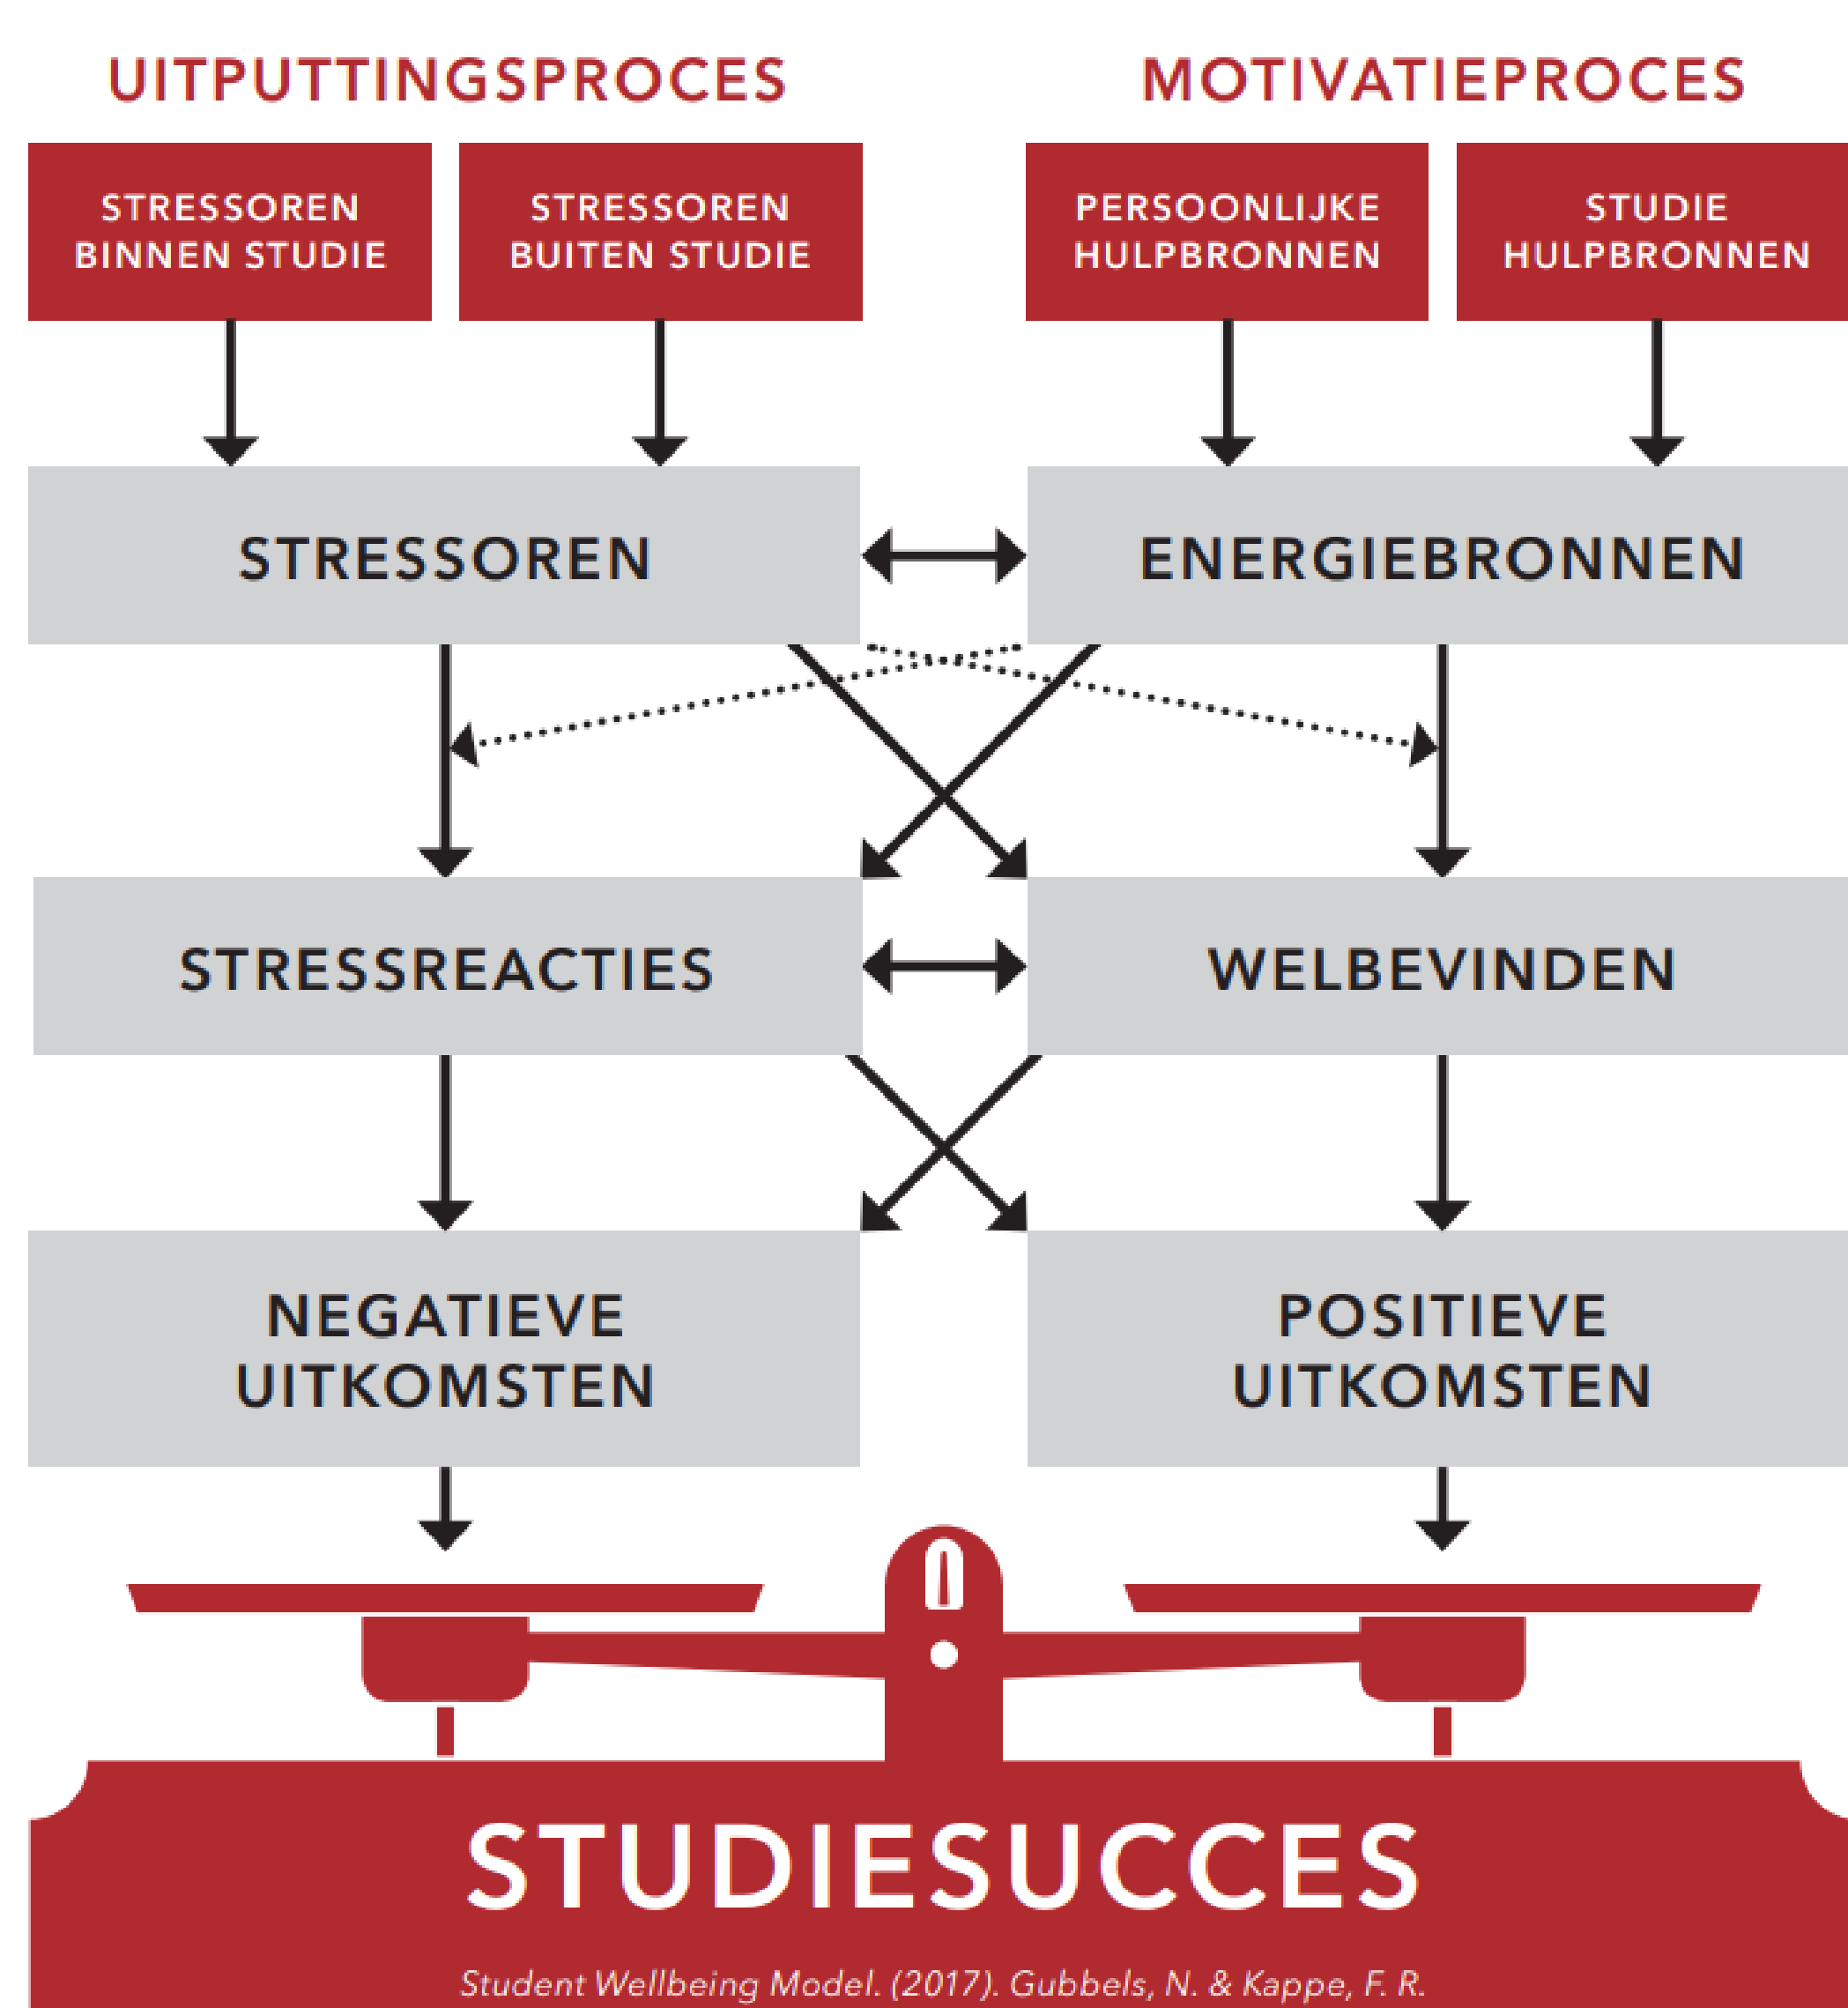 UITPUTTINGSPROCES
MOTIVATIEPROCES
STRESSOREN
BINNEN STUDIE
STRESSOREN
BUITEN STUDIE
PERSOONLIJKE
HULPBRONNEN
STUDIE
HULPBRONNEN
STRESSOREN
ENERGIEBRONNEN
STRESSREACTIES
WELBEVINDEN
NEGATIEVE
UITKOMSTEN
POSITIEVE
UITKOMSTEN
STUDIESUCCES
Student Wellbeing Model. (2017). Gubbels, N. & Kappe, F. R.